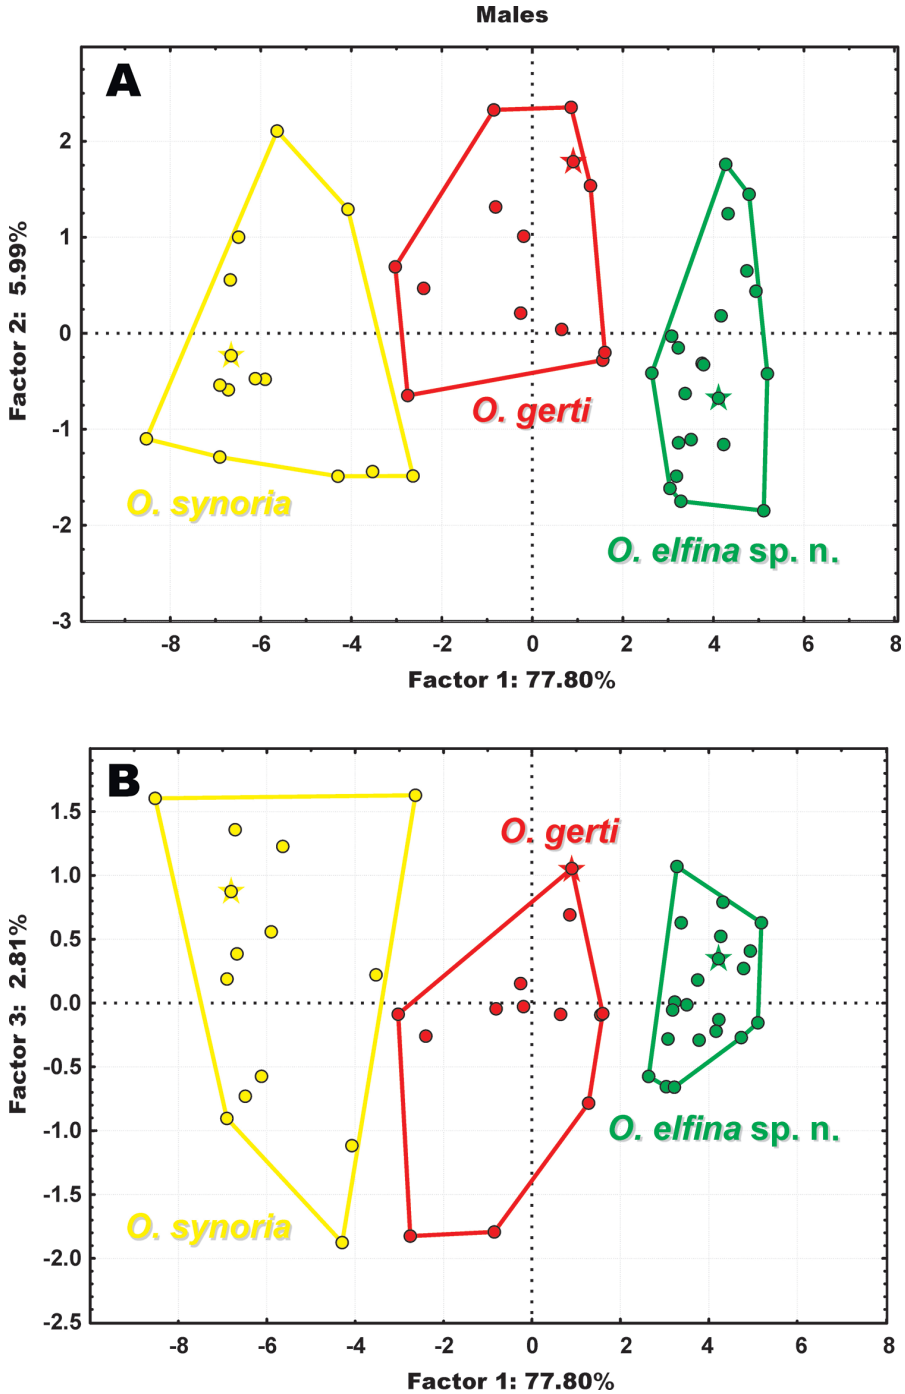 Males
A
2
1
0
-1
-2
-3
Factor 2: 5.99%
O. gerti
O. synoria
O. elfina sp. n.
-8 -6 -4 -2 0 2 4 6 8
Factor 1: 77.80%
B
1.5
1.0
0.5
0.0
-0.5
-1.0
-1.5
-2.0
-2.5
Factor 3: 2.81%
O. gerti
O. elfina sp. n.
O. synoria
-8 -6 -4 -2 0 2 4 6 8
Factor 1: 77.80%